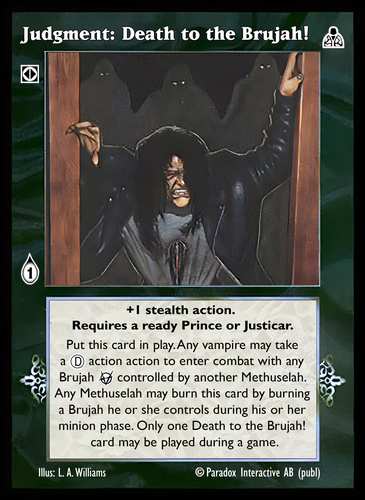 Judgment: Death to the Brujah!
1
+1 stealth action.
Requires a ready Prince or Justicar.
Put this card in play. Any vampire may take
a Ⓓ action action to enter combat with any
Brujah controlled by another Methuselah.
Any Methuselah may burn this card by burning
a Brujah he or she controls during his or her
minion phase. Only one Death to the Brujah!
card may be played during a game.
Illus: L. A. Williams
© Paradox Interactive AB (publ)